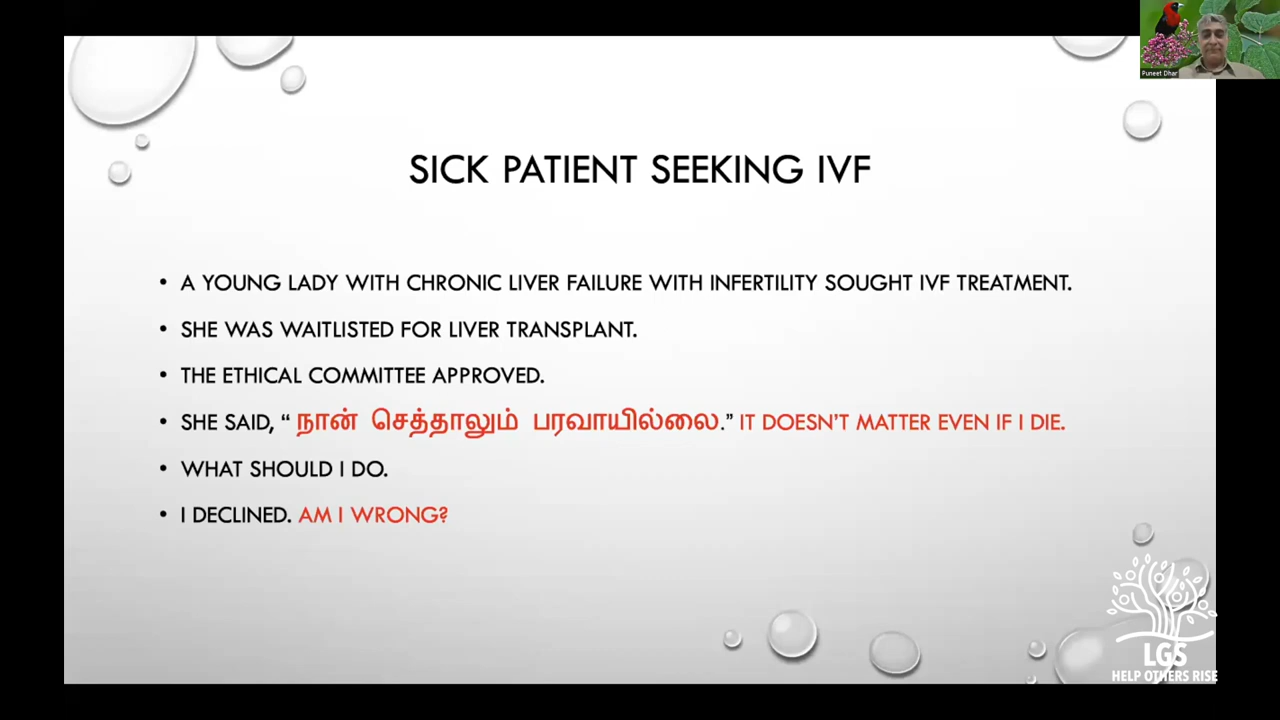 Puneet Dhar
SICK PATIENT SEEKING IVF
• A YOUNG LADY WITH CHRONIC LIVER FAILURE WITH INFERTILITY SOUGHT IVF TREATMENT.
• SHE WAS WAITLISTED FOR LIVER TRANSPLANT.
• THE ETHICAL COMMITTEE APPROVED.
• SHE SAID, “ நான் செத்தாலும் பரவாயில்லை.” IT DOESN’T MATTER EVEN IF I DIE.
• WHAT SHOULD I DO.
• I DECLINED. AM I WRONG?
LGS
HELP OTHERS RISE